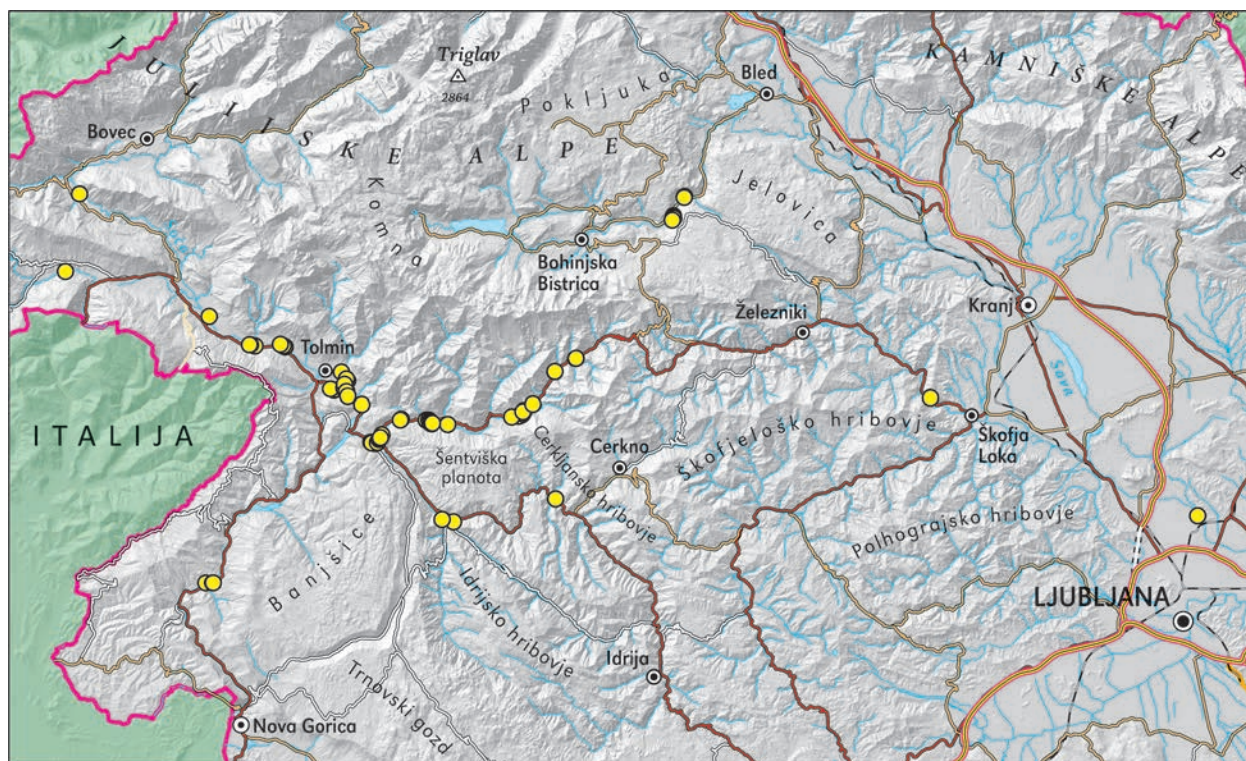 JULIJSKE ALPE
KAMNIŠKE ALPE
Triglav
2864
Pokljuka
Bled
Bovec
Komna
Jelovica
Bohinjska
Bistrica
Kranj
Železniki
Sava
Tolmin
ITALIJA
Škofjeloško hribovje
Škofja
Loka
Cerkno
Šentviška
planota
Cerkljansko hribovje
Polhograjsko hribovje
Banjšice
Idrijsko hribovje
LJUBLJANA
Idrija
Trnovski gozd
Nova Gorica